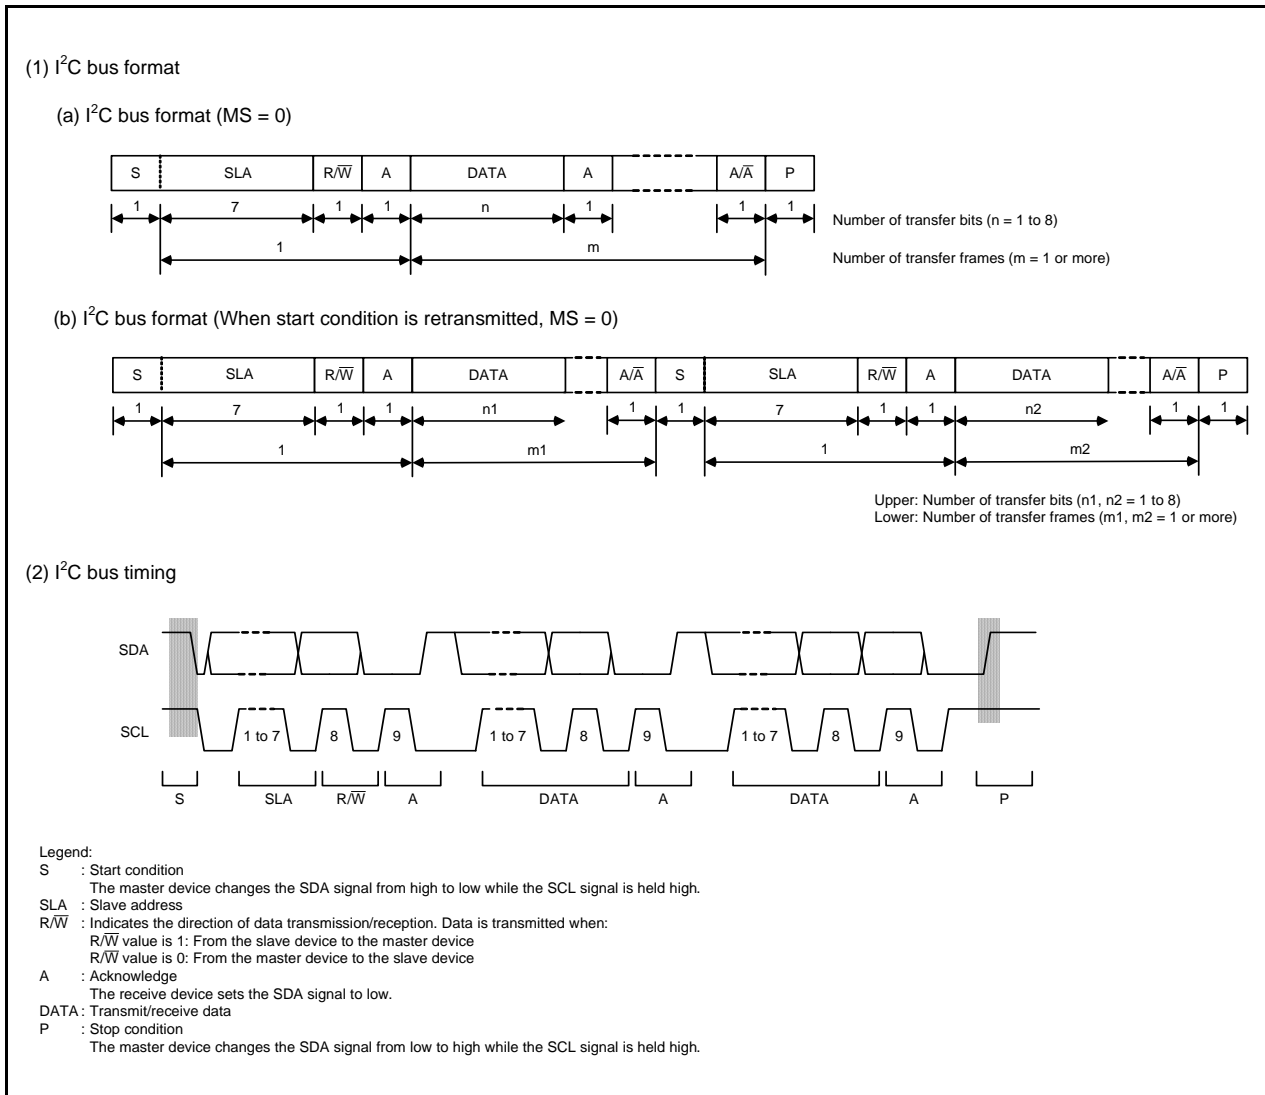 (1) I²C bus format
(a) I²C bus format (MS = 0)
S SLA R/W̅ A DATA A A/A̅ P
1 7 1 1 n 1 1 1 Number of transfer bits (n = 1 to 8)
1 m
Number of transfer frames (m = 1 or more)
(b) I²C bus format (When start condition is retransmitted, MS = 0)
S SLA R/W̅ A DATA A/A̅ S SLA R/W̅ A DATA A/A̅ P
1 7 1 1 n1 1 1 7 1 1 n2 1 1
1 m1 1 m2
Upper: Number of transfer bits (n1, n2 = 1 to 8)
Lower: Number of transfer frames (m1, m2 = 1 or more)
(2) I²C bus timing
SDA
SCL 1 to 7 8 9 1 to 7 8 9 1 to 7 8 9
S SLA R/W̅ A DATA A DATA A P
Legend:
S : Start condition
The master device changes the SDA signal from high to low while the SCL signal is held high.
SLA : Slave address
R/W̅ : Indicates the direction of data transmission/reception. Data is transmitted when:
R/W̅ value is 1: From the slave device to the master device
R/W̅ value is 0: From the master device to the slave device
A : Acknowledge
The receive device sets the SDA signal to low.
DATA : Transmit/receive data
P : Stop condition
The master device changes the SDA signal from low to high while the SCL signal is held high.